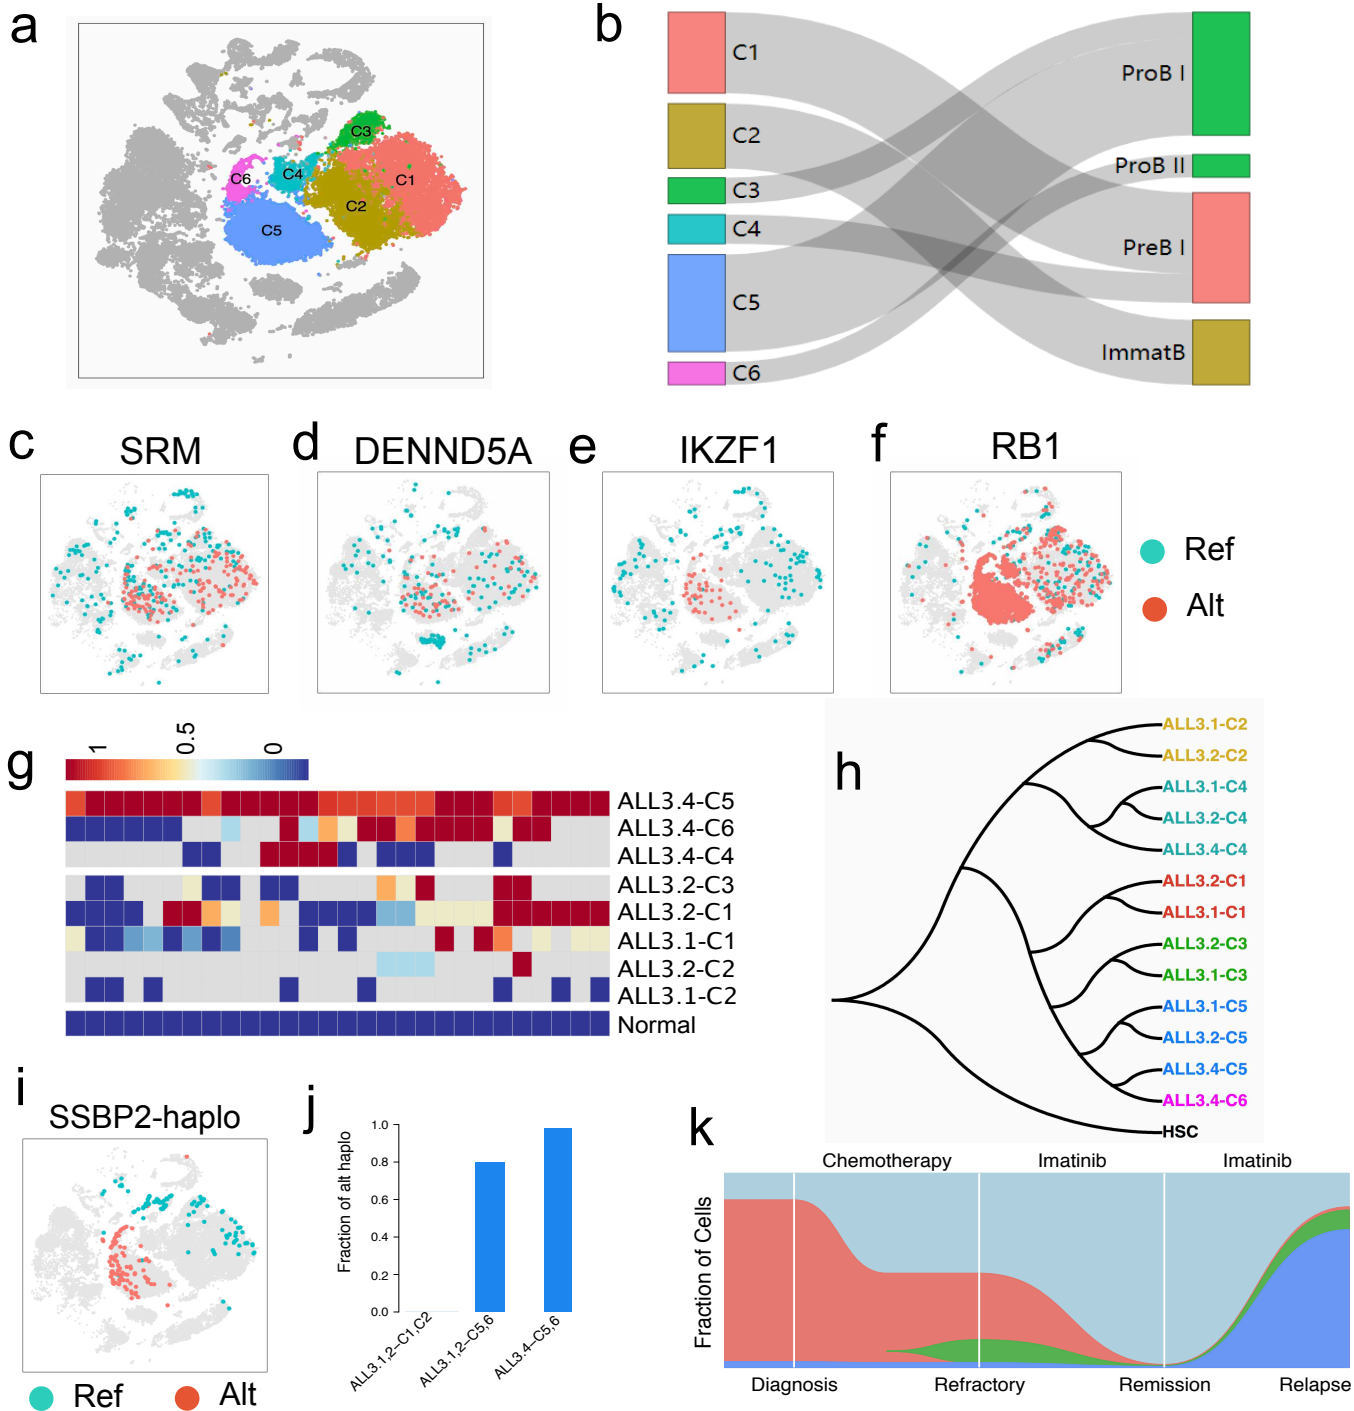 a
C3
C6
C4
C1
C2
C5
b
C1
C2
C3
C4
C5
C6
ProB I
ProB II
PreB I
ImmatB
c
SRM
d
DENND5A
e
IKZF1
f
RB1
Ref
Alt
g
1
0.5
0
ALL3.4-C5
ALL3.4-C6
ALL3.4-C4
ALL3.2-C3
ALL3.2-C1
ALL3.1-C1
ALL3.2-C2
ALL3.1-C2
Normal
h
ALL3.1-C2
ALL3.2-C2
ALL3.1-C4
ALL3.2-C4
ALL3.4-C4
ALL3.2-C1
ALL3.1-C1
ALL3.2-C3
ALL3.1-C3
ALL3.1-C5
ALL3.2-C5
ALL3.4-C5
ALL3.4-C6
HSC
i
SSBP2-haplo
Ref
Alt
j
Fraction of alt haplo
1.0
0.8
0.6
0.4
0.2
0.0
ALL3.1,2–C1,C2
ALL3.1,2–C5,6
ALL3.4–C5,6
k
Chemotherapy
Imatinib
Imatinib
Fraction of Cells
Diagnosis
Refractory
Remission
Relapse